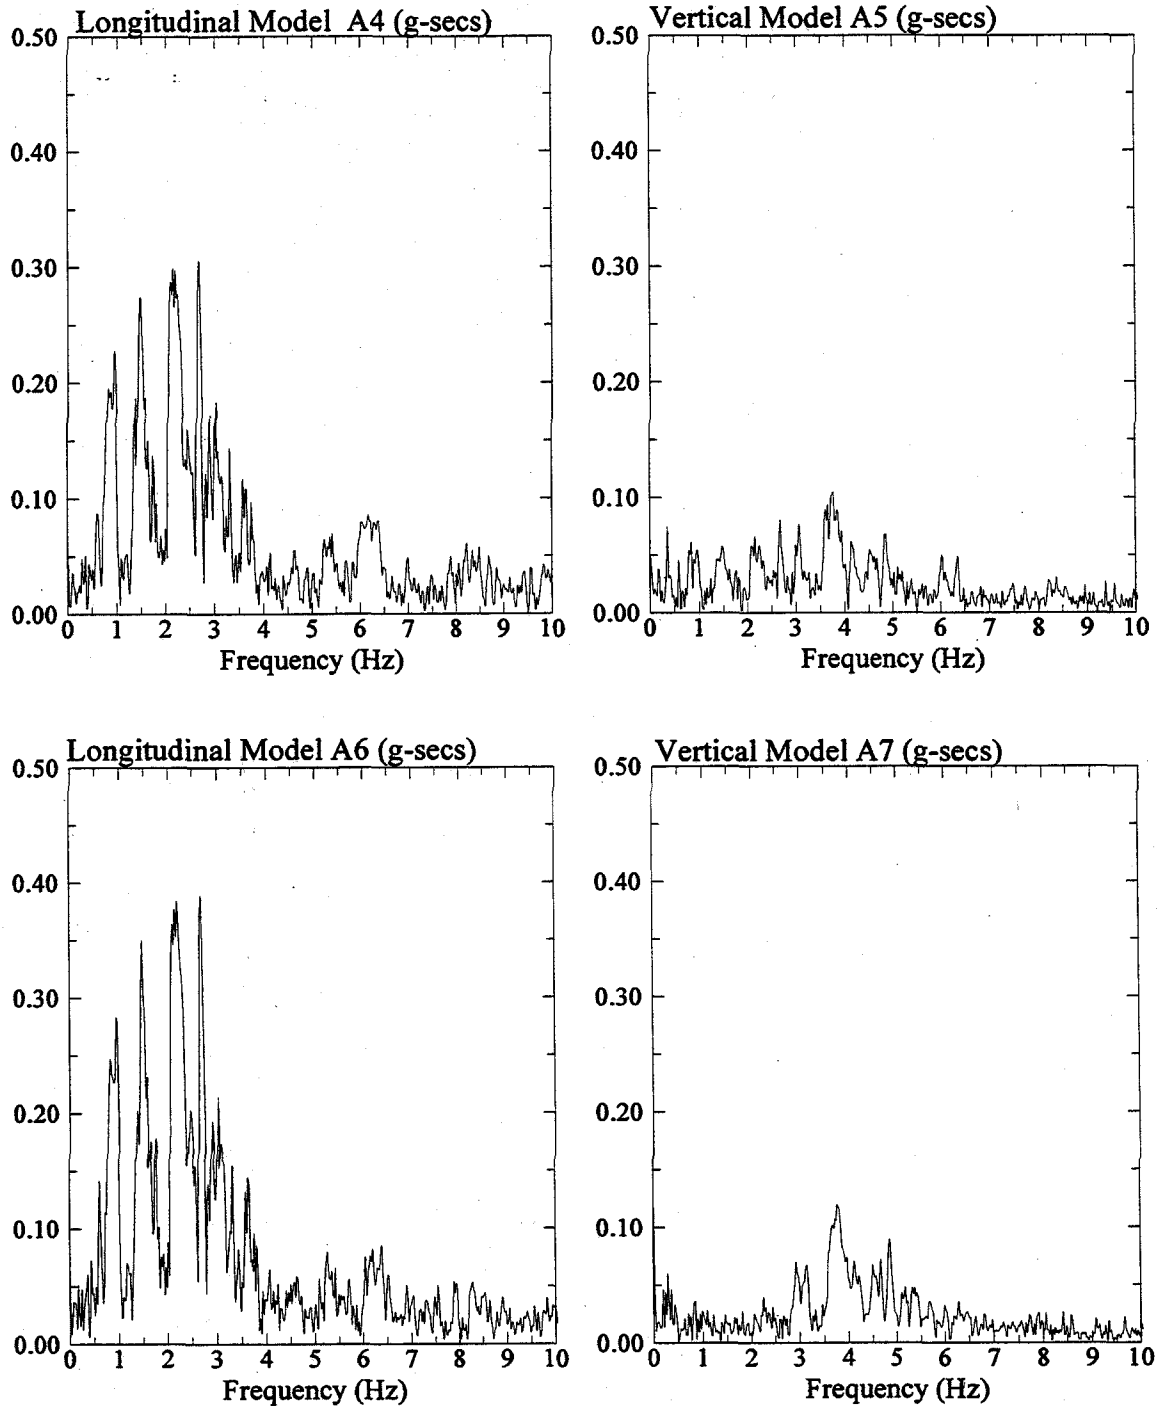 Longitudinal Model A4 (g-secs)
0.50
0.40
0.30
0.20
0.10
0.00
0 1 2 3 4 5 6 7 8 9 10
Frequency (Hz)
Vertical Model A5 (g-secs)
0.50
0.40
0.30
0.20
0.10
0.00
0 1 2 3 4 5 6 7 8 9 10
Frequency (Hz)
Longitudinal Model A6 (g-secs)
0.50
0.40
0.30
0.20
0.10
0.00
0 1 2 3 4 5 6 7 8 9 10
Frequency (Hz)
Vertical Model A7 (g-secs)
0.50
0.40
0.30
0.20
0.10
0.00
0 1 2 3 4 5 6 7 8 9 10
Frequency (Hz)